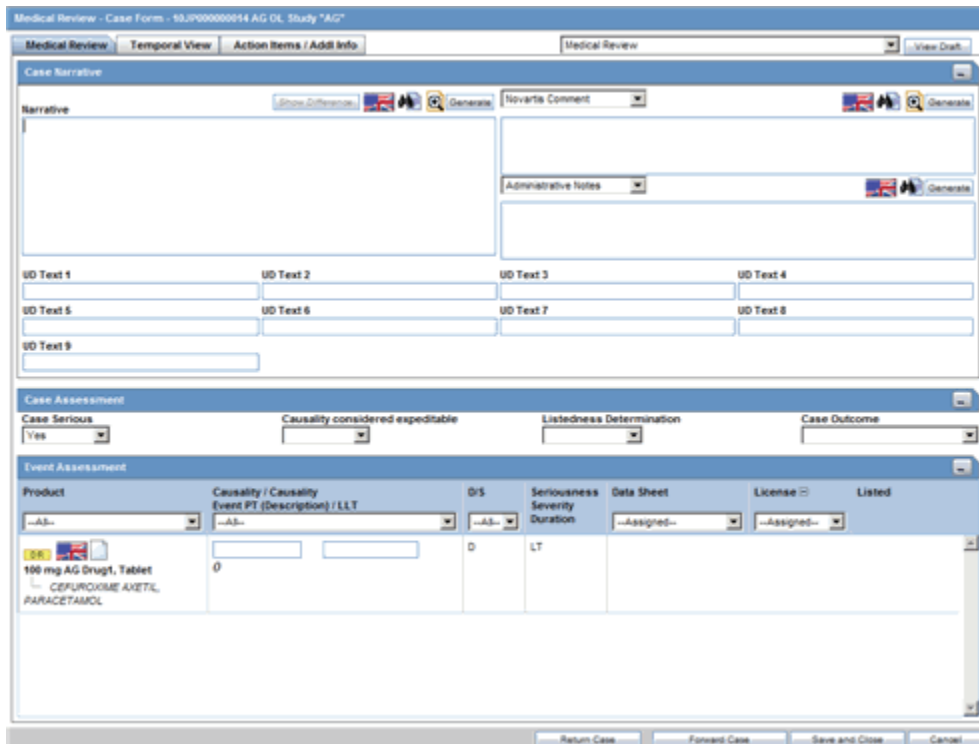 Medical Review - Case Form - 10JP000000014 AG OL Study "AG"
Medical Review Temporal View Action Items / Addl Info Medical Review View Draft
Case Narrative
Narrative Show Difference Generate Novartis Comment Generate
Administrative Notes Generate
UD Text 1 UD Text 2 UD Text 3 UD Text 4
UD Text 5 UD Text 6 UD Text 7 UD Text 8
UD Text 9
Case Assessment
Case Serious Causality considered expeditable Listedness Determination Case Outcome
Yes
Event Assessment
Product Causality / Causality D/S Seriousness Data Sheet License Listed
Event PT (Description) / LLT Severity
Duration
--All-- --All-- --All-- --Assigned-- --Assigned--
D LT
100 mg AG Drug1, Tablet ()
CEFUROXIME AXETIL,
PARACETAMOL
Return Case Forward Case Save and Close Cancel